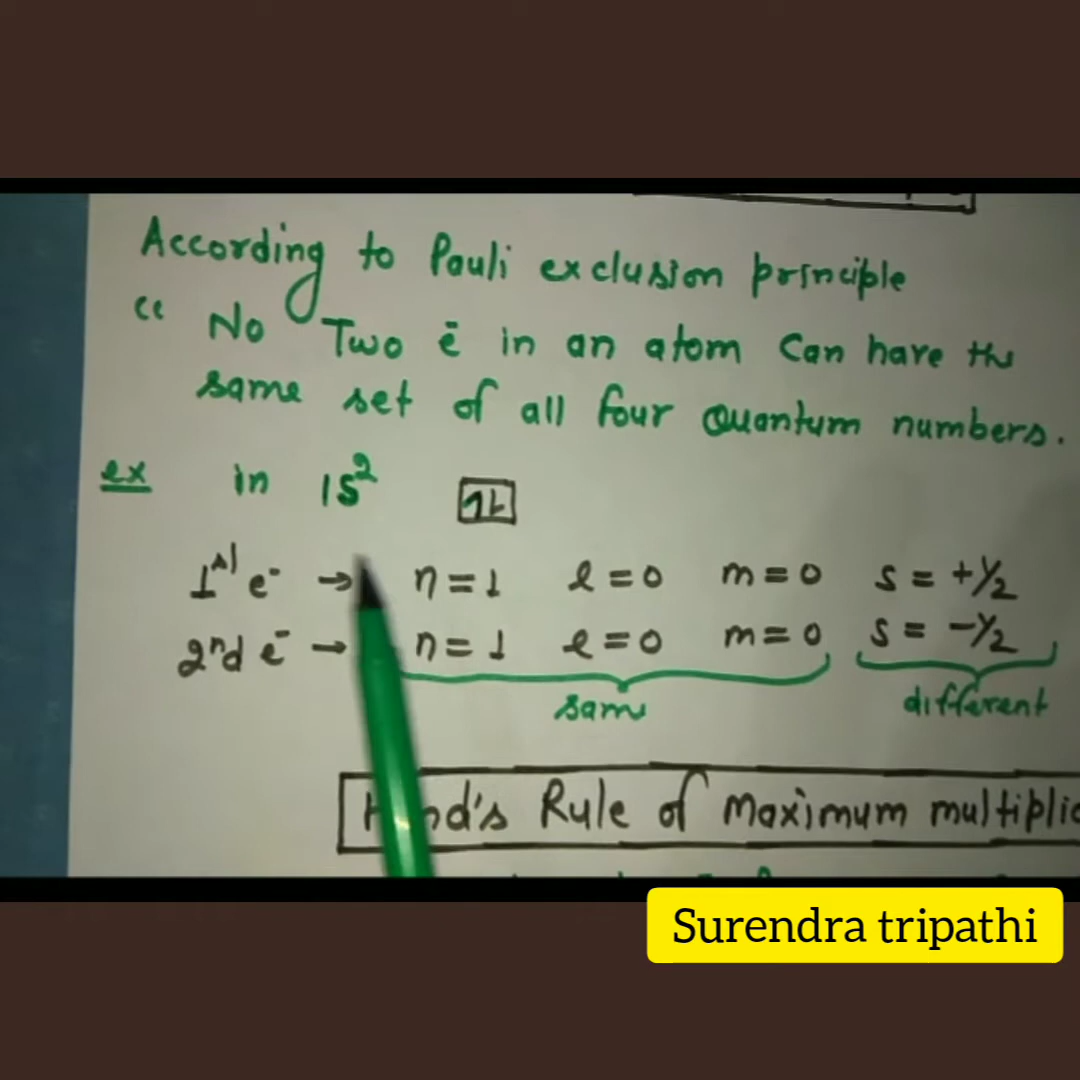 According to Pauli exclusion principle
“ No Two e̅ in an atom Can have the
same set of all four Quantum numbers.
ex in 1s² ↿⇂
1st e⁻ → n = 1 l = 0 m = 0 s = +1/2
2nd e⁻ → n = 1 l = 0 m = 0 s = -1/2
same different
Rule of Maximum
Surendra tripathi